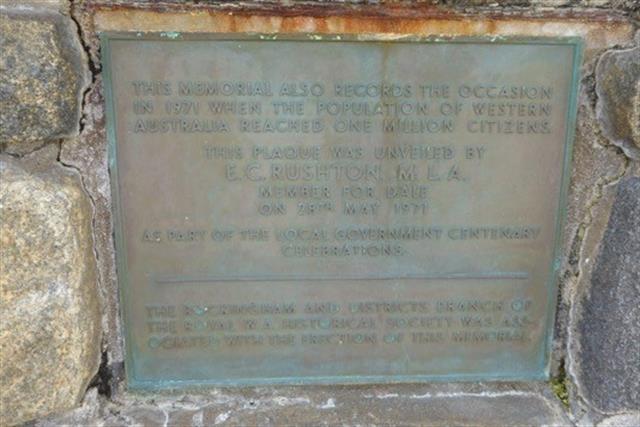 THIS MEMORIAL ALSO RECORDS THE OCCASION
IN 1971 WHEN THE POPULATION OF WESTERN
AUSTRALIA REACHED ONE MILLION CITIZENS.
THIS PLAQUE WAS UNVEILED BY
E.C. RUSHTON, M.L.A.
MEMBER FOR DALE
ON 28TH MAY 1971
AS PART OF THE LOCAL GOVERNMENT CENTENARY
CELEBRATIONS.
THE ROCKINGHAM AND DISTRICTS BRANCH OF
THE ROYAL W.A. HISTORICAL SOCIETY WAS ASS-
OCIATED WITH THE ERECTION OF THIS MEMORIAL.